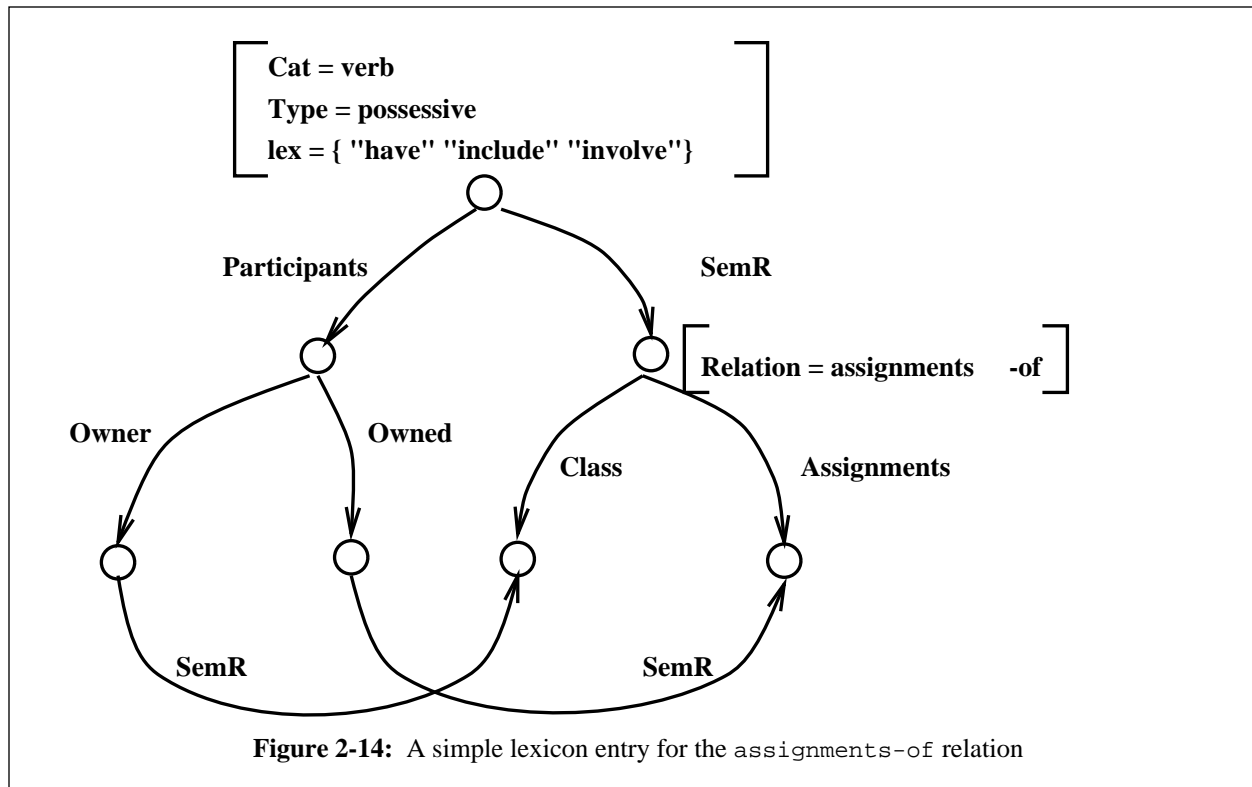 Cat = verb
Type = possessive
lex = { "have" "include" "involve"}
Participants
SemR
Relation = assignments -of
Owner
Owned
Class
Assignments
SemR
SemR
Figure 2-14: A simple lexicon entry for the assignments-of relation